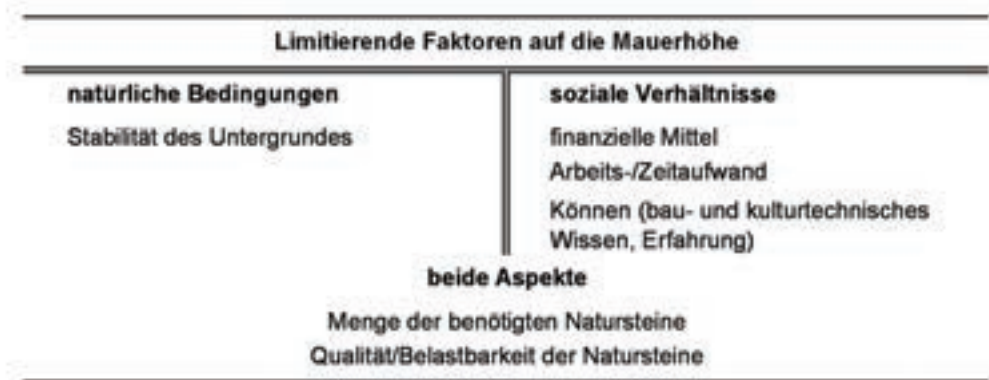 Limitierende Faktoren auf die Mauerhöhe
natürliche Bedingungen
Stabilität des Untergrundes
soziale Verhältnisse
finanzielle Mittel
Arbeits-/Zeitaufwand
Können (bau- und kulturtechnisches
Wissen, Erfahrung)
beide Aspekte
Menge der benötigten Natursteine
Qualität/Belastbarkeit der Natursteine